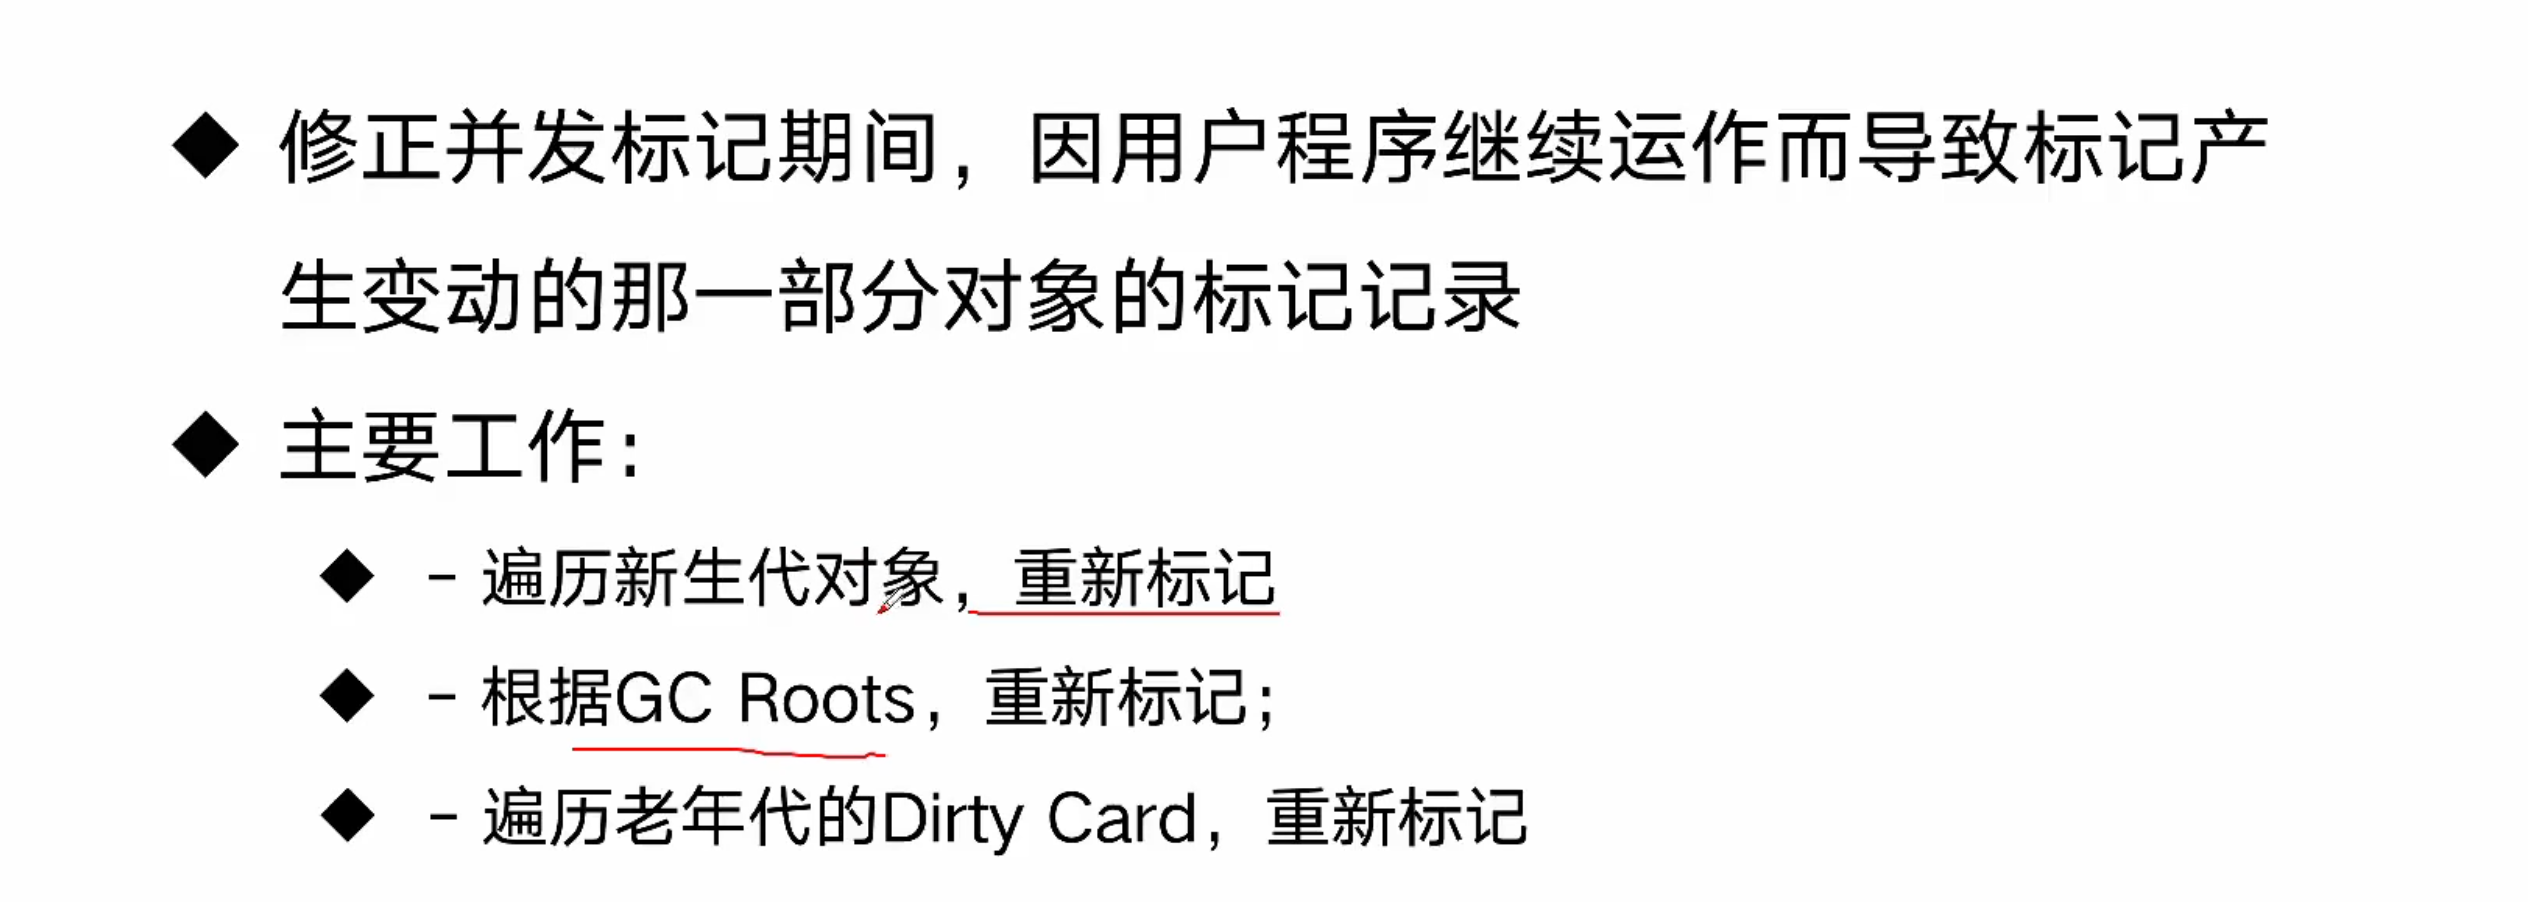 ◆ 修正并发标记期间，因用户程序继续运作而导致标记产
生变动的那一部分对象的标记记录
◆ 主要工作：
◆ - 遍历新生代对象，重新标记
◆ - 根据GC Roots，重新标记；
◆ - 遍历老年代的Dirty Card，重新标记